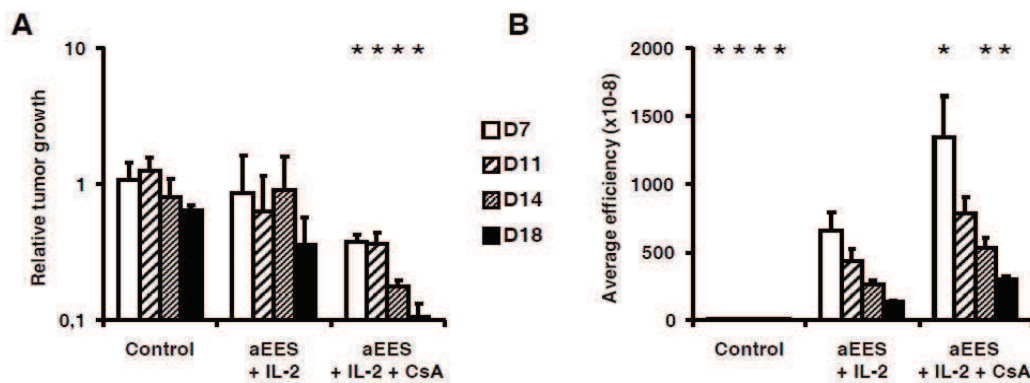 A
Relative tumor growth
10
1
0,1
* * * *
Control
aEES
+ IL-2
aEES
+ IL-2 + CsA
D7
D11
D14
D18
B
Average efficiency (x10-8)
2000
1500
1000
500
0
* * * *
* * *
Control
aEES
+ IL-2
aEES
+ IL-2 + CsA